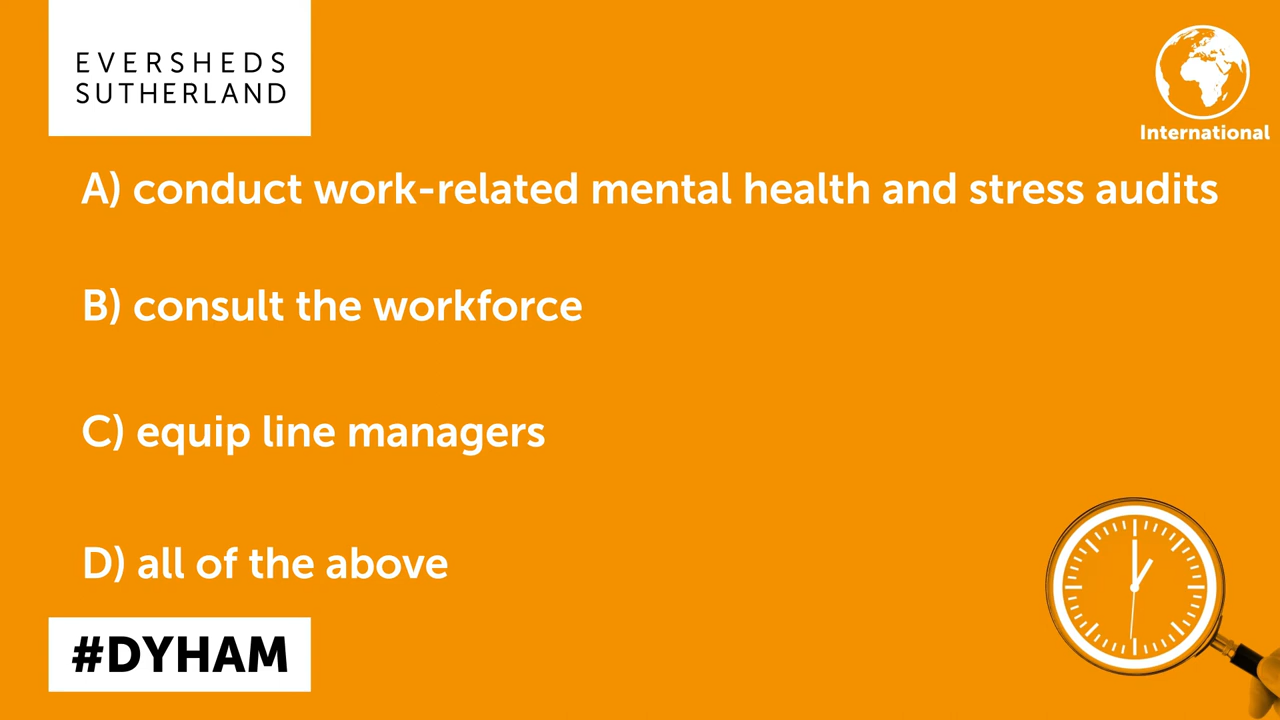 EVERSHEDS
SUTHERLAND
International
A) conduct work-related mental health and stress audits
B) consult the workforce
C) equip line managers
D) all of the above
#DYHAM